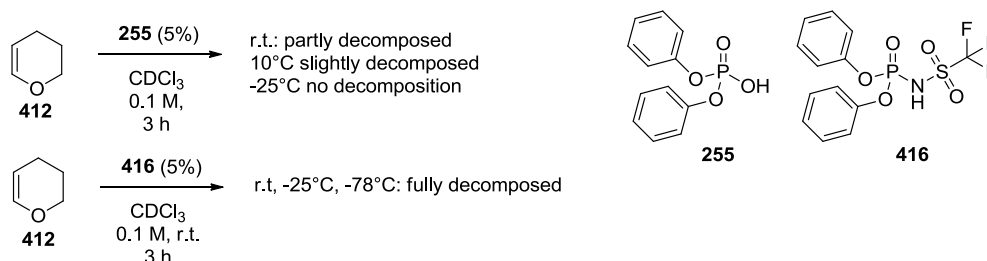 255 (5%)
CDCl3
0.1 M,
3 h
O
412
r.t.: partly decomposed
10°C slightly decomposed
-25°C no decomposition
416 (5%)
CDCl3
0.1 M, r.t.
3 h
O
412
r.t, -25°C, -78°C: fully decomposed
O
O P OH
O
255
O O F F
O P N S
O H O
416